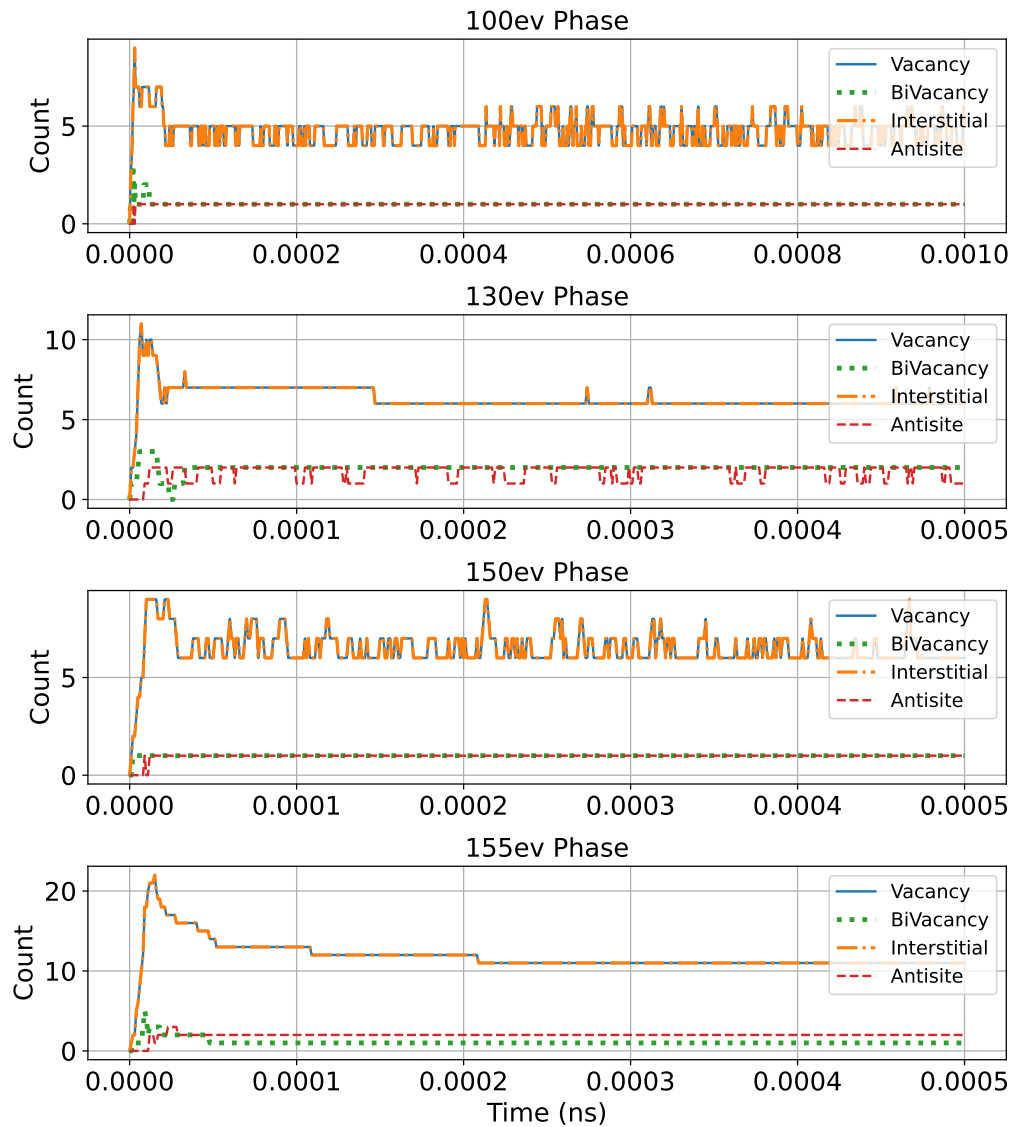 100ev Phase
Count
5
0
Vacancy
BiVacancy
Interstitial
Antisite
0.0000 0.0002 0.0004 0.0006 0.0008 0.0010
130ev Phase
Count
10
5
0
Vacancy
BiVacancy
Interstitial
Antisite
0.0000 0.0001 0.0002 0.0003 0.0004 0.0005
150ev Phase
Count
5
0
Vacancy
BiVacancy
Interstitial
Antisite
0.0000 0.0001 0.0002 0.0003 0.0004 0.0005
155ev Phase
Count
20
10
0
Vacancy
BiVacancy
Interstitial
Antisite
0.0000 0.0001 0.0002 0.0003 0.0004 0.0005
Time (ns)